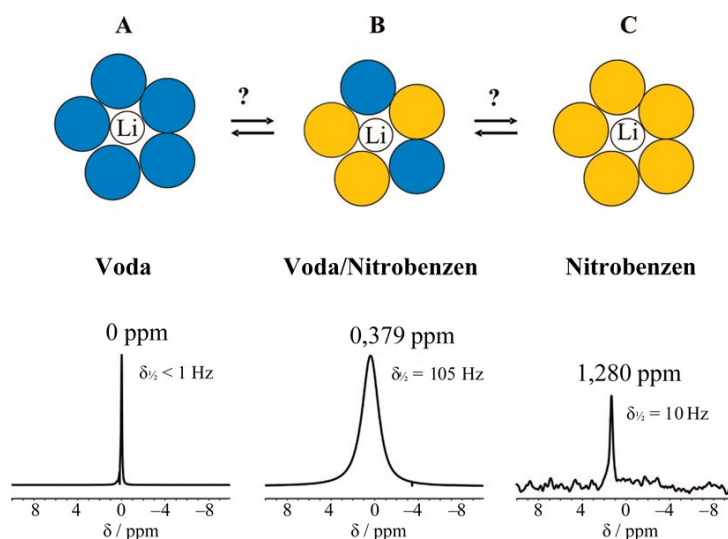 A B C
? ?
Li Li Li
Voda Voda/Nitrobenzen Nitrobenzen
0 ppm 0,379 ppm 1,280 ppm
δ½ < 1 Hz δ½ = 105 Hz δ½ = 10 Hz
8 4 0 −4 −8 8 4 0 −4 −8 8 4 0 −4 −8
δ / ppm δ / ppm δ / ppm